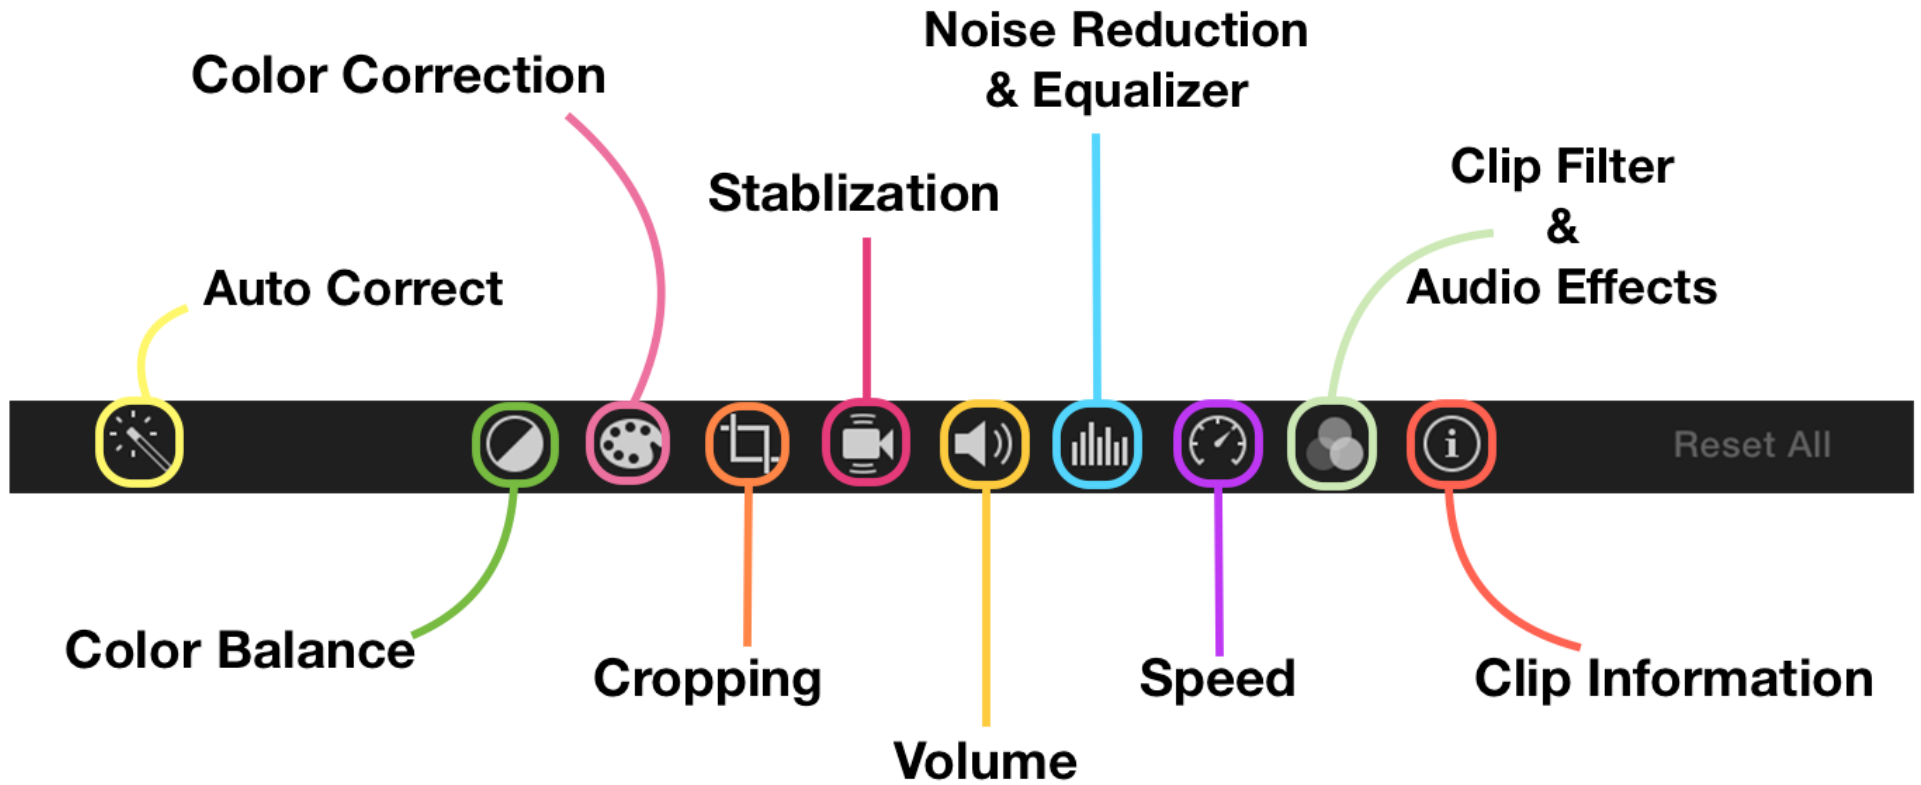 Noise Reduction
& Equalizer
Color Correction
Clip Filter
&
Audio Effects
Stablization
Auto Correct
Reset All
Color Balance
Cropping
Speed
Clip Information
Volume